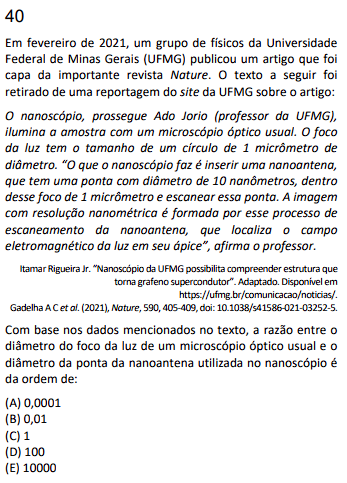 40
Em fevereiro de 2021, um grupo de físicos da Universidade
Federal de Minas Gerais (UFMG) publicou um artigo que foi
capa da importante revista Nature. O texto a seguir foi
retirado de uma reportagem do site da UFMG sobre o artigo:
O nanoscópio, prossegue Ado Jorio (professor da UFMG),
ilumina a amostra com um microscópio óptico usual. O foco
da luz tem o tamanho de um círculo de 1 micrômetro de
diâmetro. “O que o nanoscópio faz é inserir uma nanoantena,
que tem uma ponta com diâmetro de 10 nanômetros, dentro
desse foco de 1 micrômetro e escanear essa ponta. A imagem
com resolução nanométrica é formada por esse processo de
escaneamento da nanoantena, que localiza o campo
eletromagnético da luz em seu ápice”, afirma o professor.
Itamar Rigueira Jr. “Nanoscópio da UFMG possibilita compreender estrutura que
torna grafeno supercondutor”. Adaptado. Disponível em
https://ufmg.br/comunicacao/noticias/.
Gadelha A C et al. (2021), Nature, 590, 405-409, doi: 10.1038/s41586-021-03252-5.
Com base nos dados mencionados no texto, a razão entre o
diâmetro do foco da luz de um microscópio óptico usual e o
diâmetro da ponta da nanoantena utilizada no nanoscópio é
da ordem de:
(A) 0,0001
(B) 0,01
(C) 1
(D) 100
(E) 10000